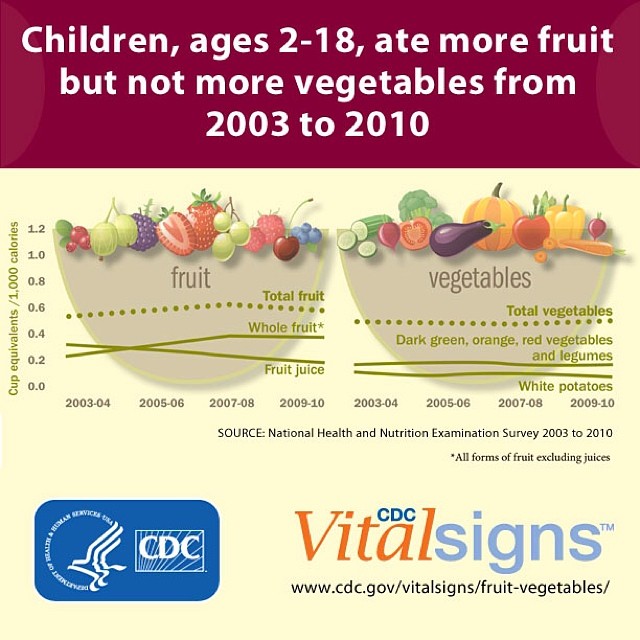 Children, ages 2-18, ate more fruit
but not more vegetables from
2003 to 2010
Cup equivalents /1,000 calories
1.2
1.0
0.8
0.6
0.4
0.2
0.0
fruit
Total fruit
Whole fruit*
Fruit juice
2003-04
2005-06
2007-08
2009-10
vegetables
Total vegetables
Dark green, orange, red vegetables
and legumes
White potatoes
2003-04
2005-06
2007-08
2009-10
SOURCE: National Health and Nutrition Examination Survey 2003 to 2010
*All forms of fruit excluding juices
DEPARTMENT OF HEALTH & HUMAN SERVICES·USA
CDC
CDC
Vitalsigns™
www.cdc.gov/vitalsigns/fruit-vegetables/